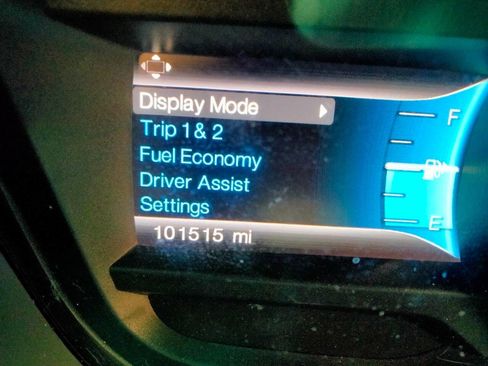 Display Mode
F
Trip 1 & 2
Fuel Economy
Driver Assist
Settings
E
101515 mi